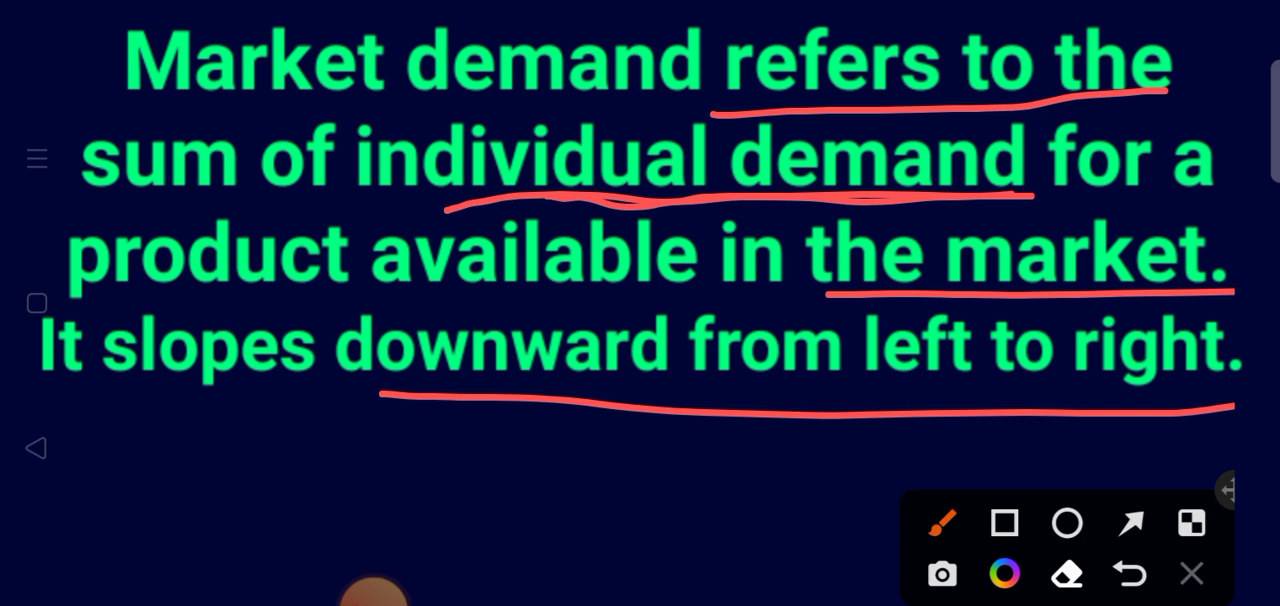 Market demand refers to the
sum of individual demand for a
product available in the market.
It slopes downward from left to right.